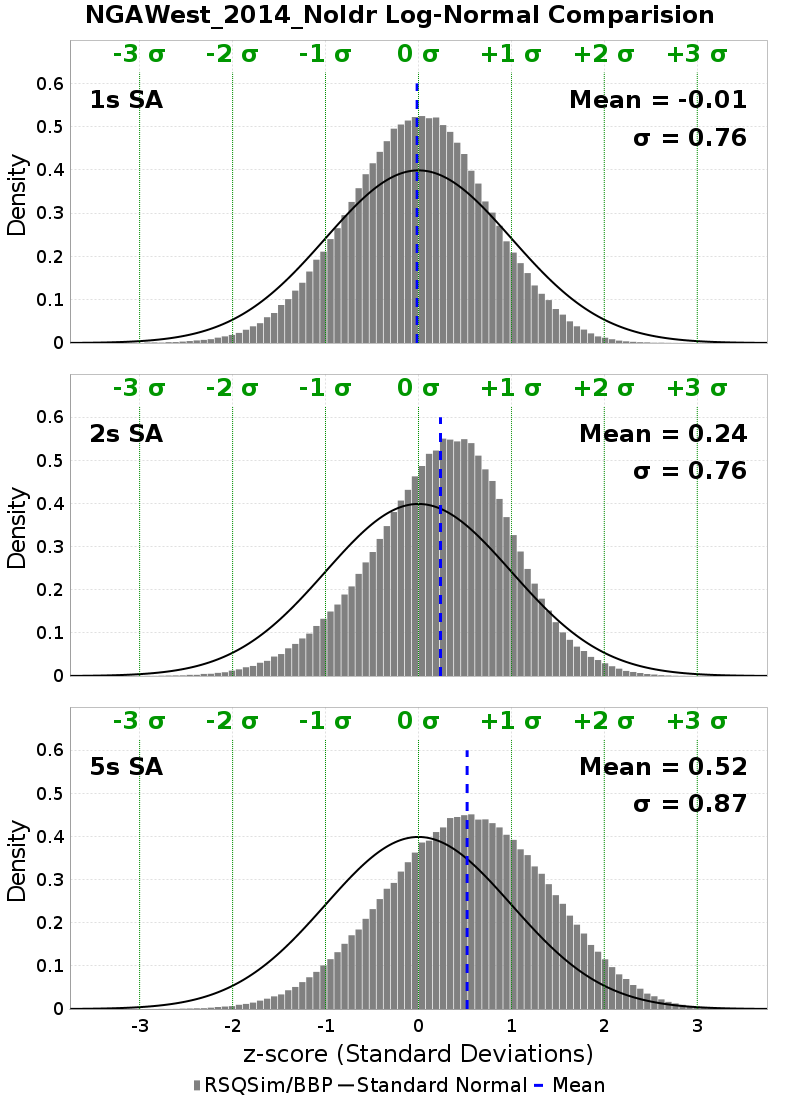 NGAWest_2014_NoIdr Log-Normal Comparision
-3 σ -2 σ -1 σ 0 σ +1 σ +2 σ +3 σ
0.6
1s SA Mean = -0.01
0.5
σ = 0.76
0.4
0.3
0.2
0.1
0
Density
-3 σ -2 σ -1 σ 0 σ +1 σ +2 σ +3 σ
0.6
2s SA Mean = 0.24
0.5
σ = 0.76
0.4
0.3
0.2
0.1
0
Density
-3 σ -2 σ -1 σ 0 σ +1 σ +2 σ +3 σ
0.6
5s SA Mean = 0.52
0.5
σ = 0.87
0.4
0.3
0.2
0.1
0
Density
-3 -2 -1 0 1 2 3
z-score (Standard Deviations)
RSQSim/BBP Standard Normal Mean